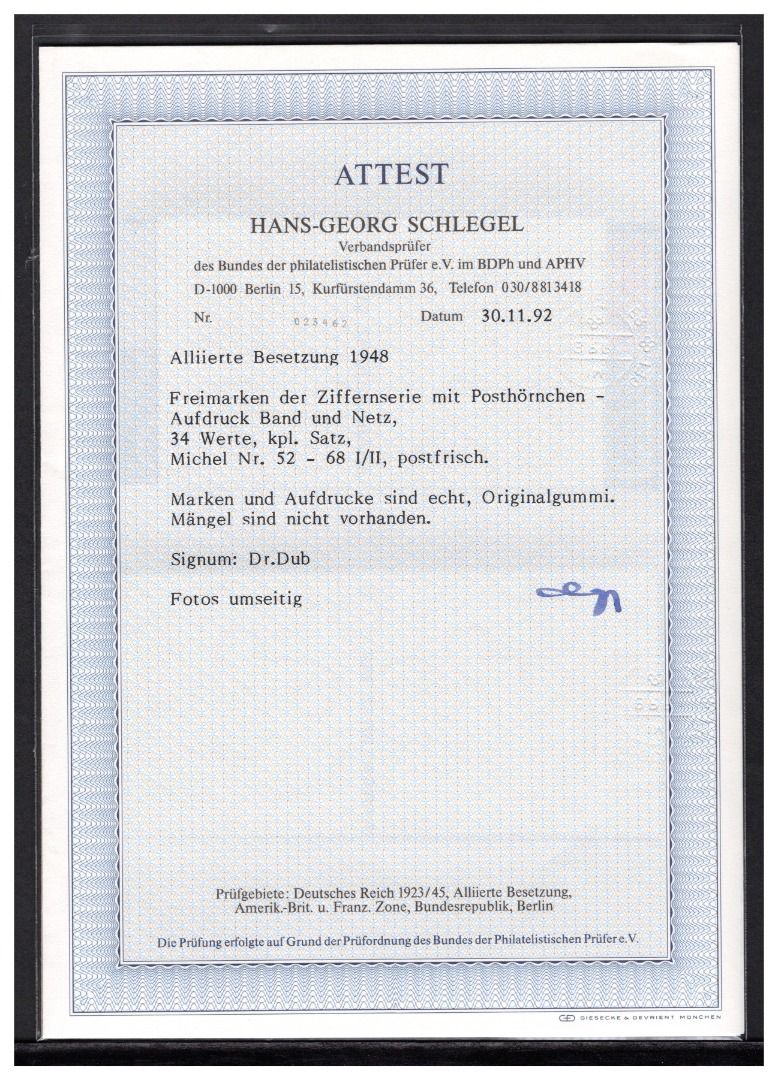 ATTEST
HANS-GEORG SCHLEGEL
Verbandsprüfer
des Bundes der philatelistischen Prüfer e.V. im BDPh und APHV
D-1000 Berlin 15, Kurfürstendamm 36, Telefon 030/8813418
Nr. 023462 Datum 30.11.92
Alliierte Besetzung 1948
Freimarken der Ziffernserie mit Posthörnchen -
Aufdruck Band und Netz,
34 Werte, kpl. Satz,
Michel Nr. 52 - 68 I/II, postfrisch.
Marken und Aufdrucke sind echt, Originalgummi.
Mängel sind nicht vorhanden.
Signum: Dr.Dub
Fotos umseitig
Prüfgebiete: Deutsches Reich 1923/45, Alliierte Besetzung,
Amerik.-Brit. u. Franz. Zone, Bundesrepublik, Berlin
Die Prüfung erfolgte auf Grund der Prüfordnung des Bundes der Philatelistischen Prüfer e.V.
GIESECKE & DEVRIENT MÜNCHEN